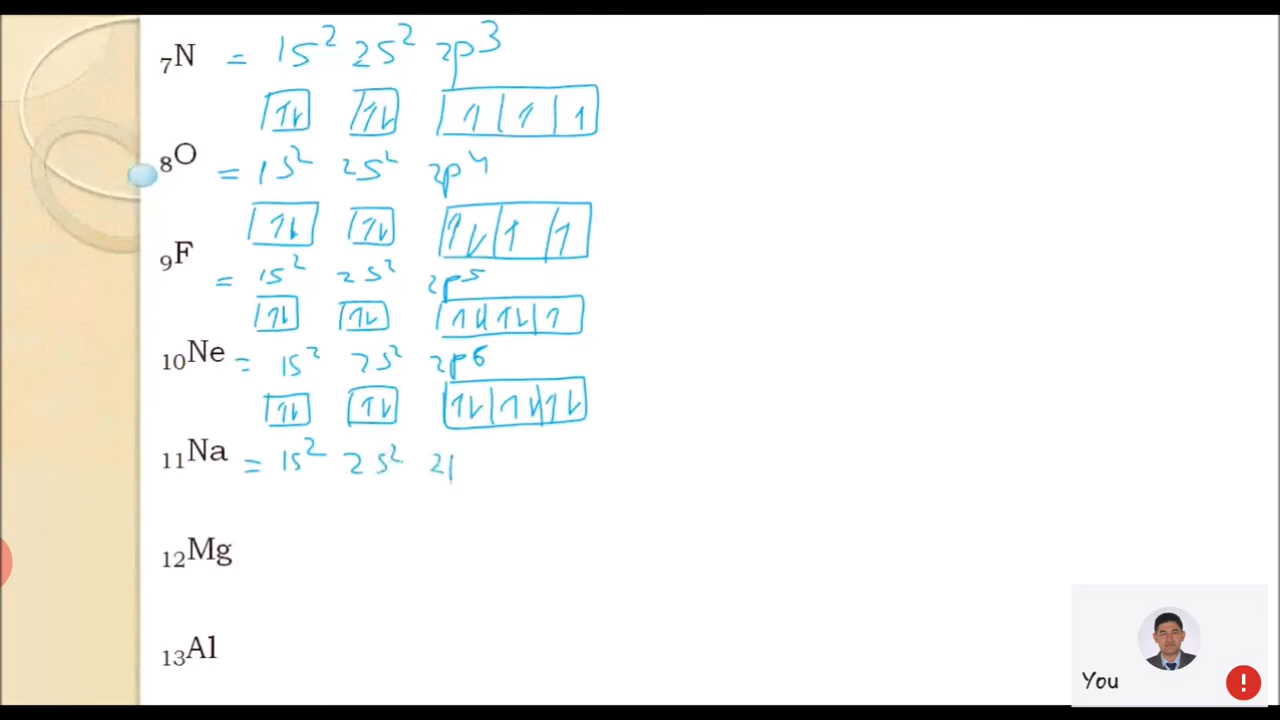 ₇N = 1s² 2s² 2p³
↑↓ ↑↓ ↑ ↑ ↑
₈O = 1s² 2s² 2p⁴
↑↓ ↑↓ ↑↓ ↑ ↑
₉F = 1s² 2s² 2p⁵
↑↓ ↑↓ ↑↓ ↑↓ ↑
₁₀Ne = 1s² 2s² 2p⁶
↑↓ ↑↓ ↑↓ ↑↓ ↑↓
₁₁Na = 1s² 2s² 2
₁₂Mg
₁₃Al
You
!